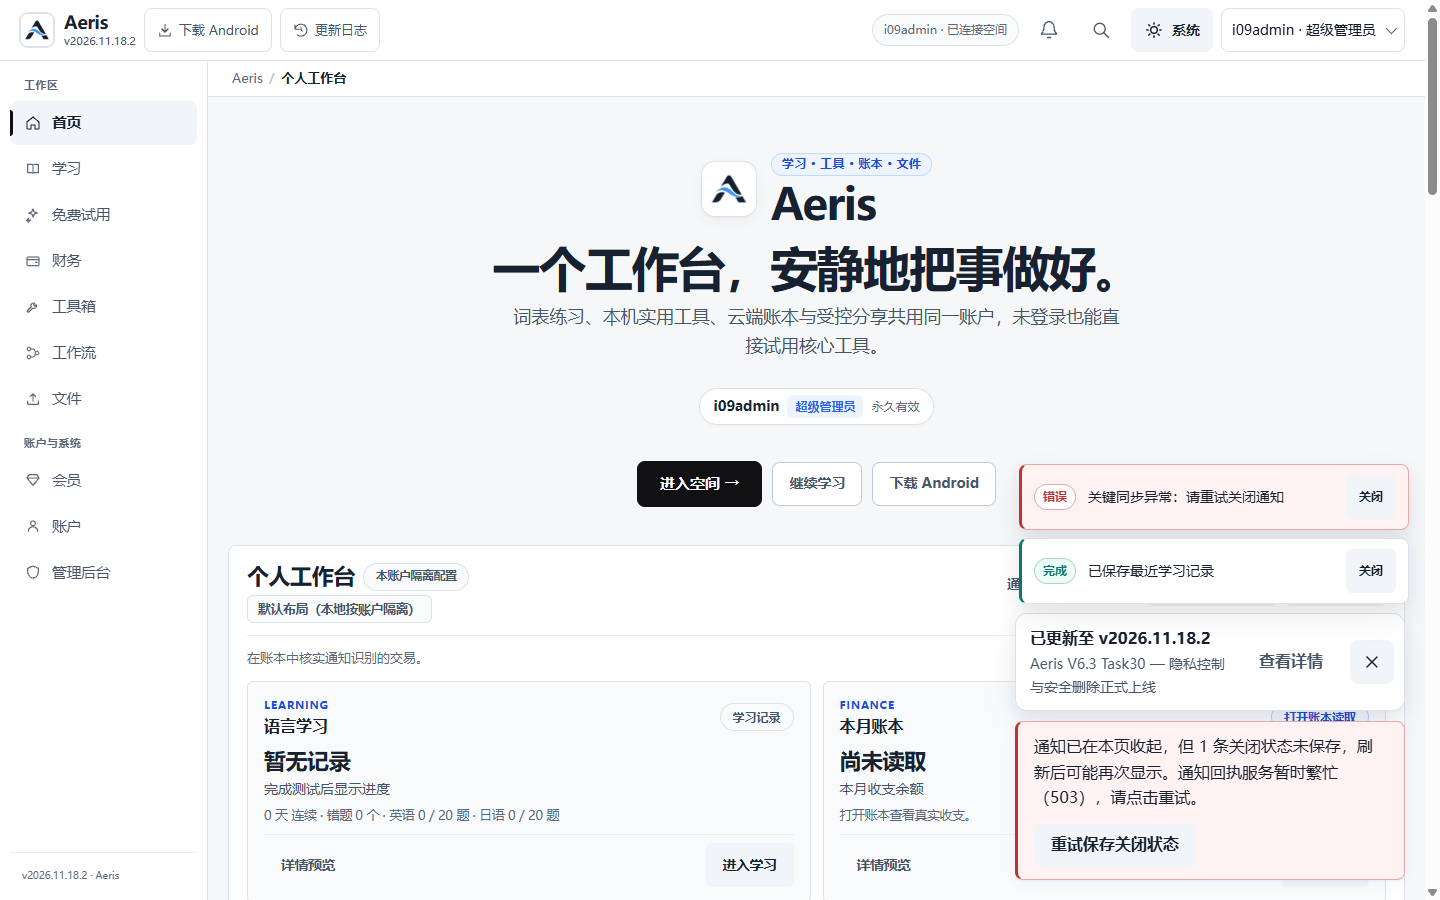 Aeris
v2026.11.18.2
下载 Android
更新日志
i09admin · 已连接空间
系统
i09admin · 超级管理员
工作区
首页
学习
免费试用
财务
工具箱
工作流
文件
账户与系统
会员
账户
管理后台
v2026.11.18.2 · Aeris
Aeris / 个人工作台
学习 • 工具 • 账本 • 文件
Aeris
一个工作台，安静地把事做好。
词表练习、本机实用工具、云端账本与受控分享共用同一账户，未登录也能直
接试用核心工具。
i09admin 超级管理员 永久有效
进入空间 →
继续学习
下载 Android
个人工作台
本账户隔离配置
默认布局（本地按账户隔离）
通
在账本中核实通知识别的交易。
LEARNING
语言学习
学习记录
暂无记录
完成测试后显示进度
0 天 连续 · 错题 0 个 · 英语 0 / 20 题 · 日语 0 / 20 题
详情预览
进入学习
FINANCE
本月账本
打开账本读取
尚未读取
本月收支余额
打开账本查看真实收支。
详情预览
错误
关键同步异常：请重试关闭通知
关闭
完成
已保存最近学习记录
关闭
已更新至 v2026.11.18.2
Aeris V6.3 Task30 — 隐私控制
与安全删除正式上线
查看详情
通知已在本页收起，但 1 条关闭状态未保存，刷
新后可能再次显示。通知回执服务暂时繁忙
（503），请点击重试。
重试保存关闭状态